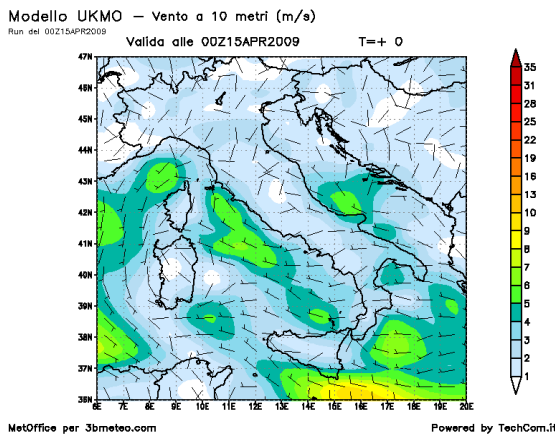 Modello UKMO – Vento a 10 metri (m/s)
Run del 00Z15APR2009
Valida alle 00Z15APR2009 T=+ 0
47N
46N
45N
44N
43N
42N
41N
40N
39N
38N
37N
36N
6E 7E 8E 9E 10E 11E 12E 13E 14E 15E 16E 17E 18E 19E 20E
35
31
28
25
22
19
16
13
10
9
8
7
6
5
4
3
2
1
MetOffice per 3bmeteo.com Powered by TechCom.it